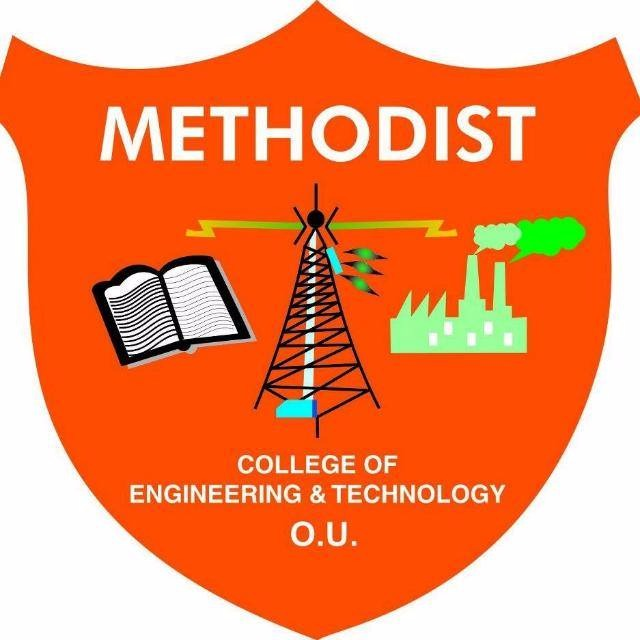 METHODIST
COLLEGE OF
ENGINEERING & TECHNOLOGY
O.U.